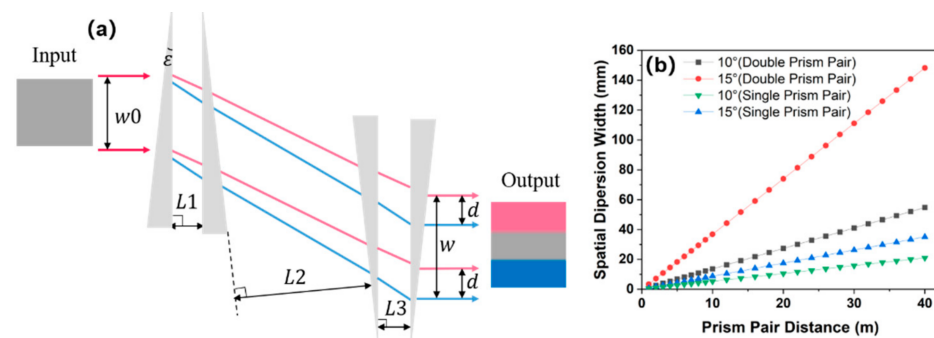 (a)
Input
ε
w0
L1
L2
L3
w
d
d
Output
(b)
Spatial Dipersion Width (mm)
160
140
120
100
80
60
40
20
0
10°(Double Prism Pair)
15°(Double Prism Pair)
10°(Single Prism Pair)
15°(Single Prism Pair)
0 10 20 30 40
Prism Pair Distance (m)